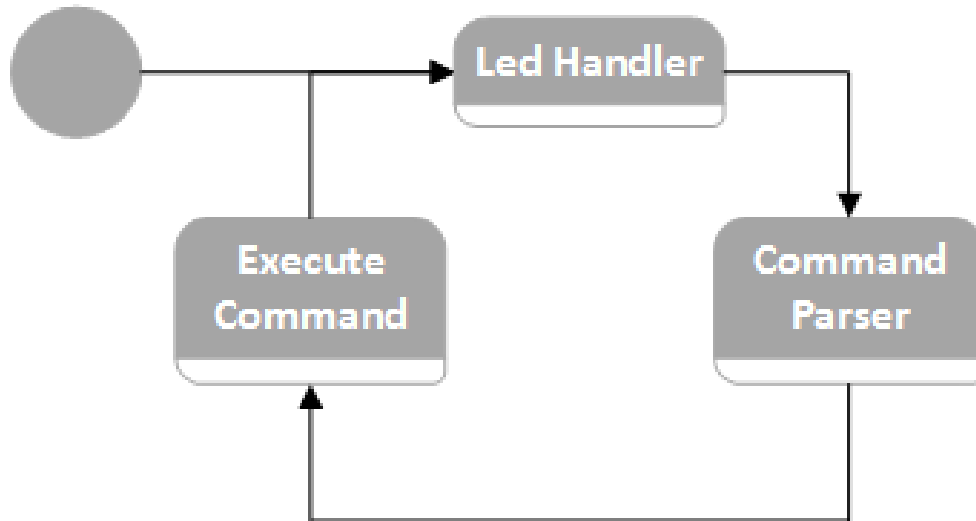 Led Handler
Execute
Command
Command
Parser